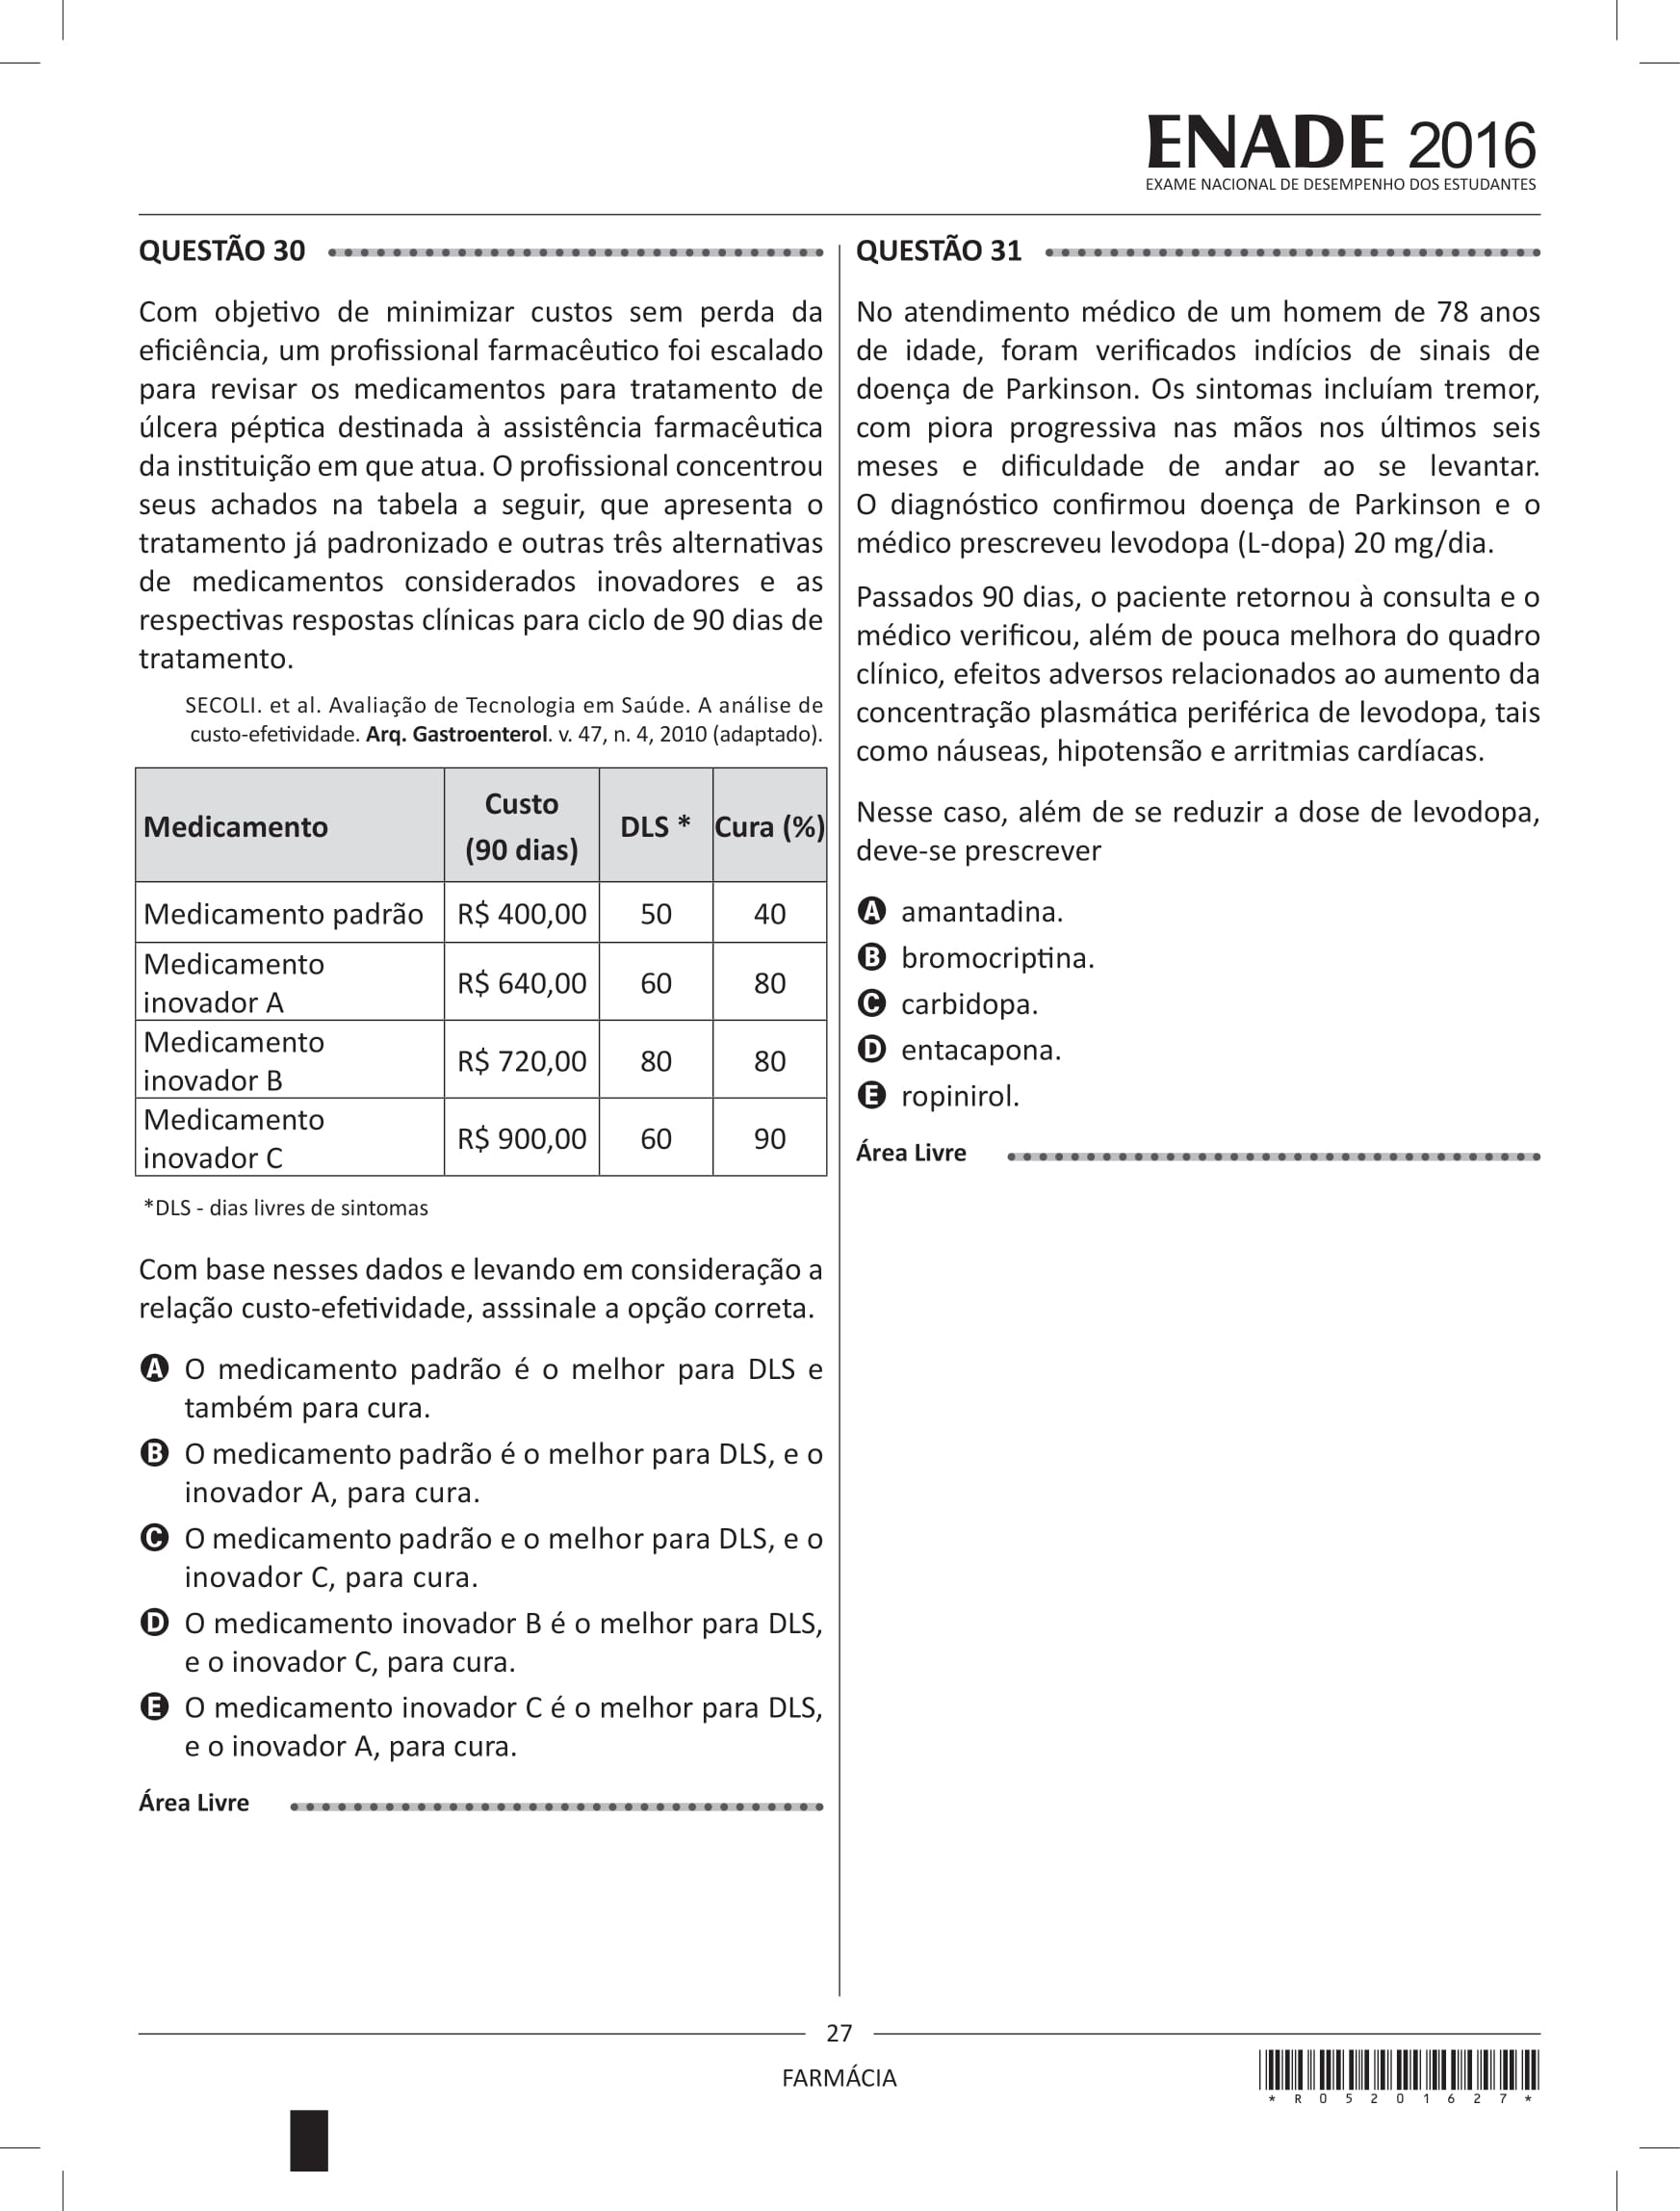 ENADE 2016
EXAME NACIONAL DE DESEMPENHO DOS ESTUDANTES
QUESTÃO 30
Com objetivo de minimizar custos sem perda da
eficiência, um profissional farmacêutico foi escalado
para revisar os medicamentos para tratamento de
úlcera péptica destinada à assistência farmacêutica
da instituição em que atua. O profissional concentrou
seus achados na tabela a seguir, que apresenta o
tratamento já padronizado e outras três alternativas
de medicamentos considerados inovadores e as
respectivas respostas clínicas para ciclo de 90 dias de
tratamento.
SECOLI. et al. Avaliação de Tecnologia em Saúde. A análise de
custo-efetividade. Arq. Gastroenterol. v. 47, n. 4, 2010 (adaptado).
Medicamento Custo (90 dias) DLS * Cura (%)
Medicamento padrão R$ 400,00 50 40
Medicamento inovador A R$ 640,00 60 80
Medicamento inovador B R$ 720,00 80 80
Medicamento inovador C R$ 900,00 60 90
*DLS - dias livres de sintomas
Com base nesses dados e levando em consideração a
relação custo-efetividade, asssinale a opção correta.
A O medicamento padrão é o melhor para DLS e
também para cura.
B O medicamento padrão é o melhor para DLS, e o
inovador A, para cura.
C O medicamento padrão e o melhor para DLS, e o
inovador C, para cura.
D O medicamento inovador B é o melhor para DLS,
e o inovador C, para cura.
E O medicamento inovador C é o melhor para DLS,
e o inovador A, para cura.
Área Livre
QUESTÃO 31
No atendimento médico de um homem de 78 anos
de idade, foram verificados indícios de sinais de
doença de Parkinson. Os sintomas incluíam tremor,
com piora progressiva nas mãos nos últimos seis
meses e dificuldade de andar ao se levantar.
O diagnóstico confirmou doença de Parkinson e o
médico prescreveu levodopa (L-dopa) 20 mg/dia.
Passados 90 dias, o paciente retornou à consulta e o
médico verificou, além de pouca melhora do quadro
clínico, efeitos adversos relacionados ao aumento da
concentração plasmática periférica de levodopa, tais
como náuseas, hipotensão e arritmias cardíacas.
Nesse caso, além de se reduzir a dose de levodopa,
deve-se prescrever
A amantadina.
B bromocriptina.
C carbidopa.
D entacapona.
E ropinirol.
Área Livre
27
FARMÁCIA
* R 0 5 2 0 1 6 2 7 *